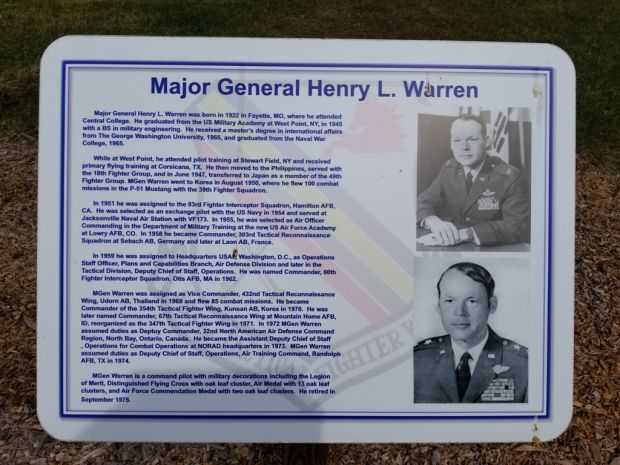 Major General Henry L. Warren
Major General Henry L. Warren was born in 1922 in Fayette, MO, where he attended
Central College. He graduated from the US Military Academy at West Point, NY, in 1945
with a BS in military engineering. He received a master's degree in international affairs
from The George Washington University, 1965, and graduated from the Naval War
College, 1965.
While at West Point, he attended pilot training at Stewart Field, NY and received
primary flying training at Corsicana, TX. He then moved to the Philippines, served with
the 18th Fighter Group, and in June 1947, transferred to Japan as a member of the 49th
Fighter Group. MGen Warren went to Korea in August 1950, where he flew 100 combat
missions in the P-51 Mustang with the 39th Fighter Squadron.
In 1951 he was assigned to the 83rd Fighter Interceptor Squadron, Hamilton AFB,
CA. He was selected as an exchange pilot with the US Navy in 1954 and served at
Jacksonville Naval Air Station with VF173. In 1955, he was selected as Air Officer
Commanding in the Department of Military Training at the new US Air Force Academy
at Lowry AFB, CO. In 1958 he became Commander, 303rd Tactical Reconnaissance
Squadron at Sebach AB, Germany and later at Laon AB, France.
In 1959 he was assigned to Headquarters USAF, Washington, D.C., as Operations
Staff Officer, Plans and Capabilities Branch, Air Defense Division and later in the
Tactical Division, Deputy Chief of Staff, Operations. He was named Commander, 60th
Fighter Interceptor Squadron, Otis AFB, MA in 1962.
MGen Warren was assigned as Vice Commander, 432nd Tactical Reconnaissance
Wing, Udorn AB, Thailand in 1968 and flew 85 combat missions. He became
Commander of the 354th Tactical Fighter Wing, Kunsan AB, Korea in 1970. He was
later named Commander, 67th Tactical Reconnaissance Wing at Mountain Home AFB,
ID, reorganized as the 347th Tactical Fighter Wing in 1971. In 1972 MGen Warren
assumed duties as Deptuy Commander, 22nd North American Air Defense Command
Region, North Bay, Ontario, Canada. He became the Assistant Deputy Chief of Staff
, Operations for Combat Operations at NORAD headquarters in 1973. MGen Warren
assumed duties as Deputy Chief of Staff, Operations, Air Training Command, Randolph
AFB, TX in 1974.
MGen Warren is a command pilot with military decorations including the Legion
of Merit, Distinguished Flying Cross with oak leaf cluster, Air Medal with 13 oak leaf
clusters, and Air Force Commendation Medal with two oak leaf clusters. He retired in
September 1975.
FIGHTER